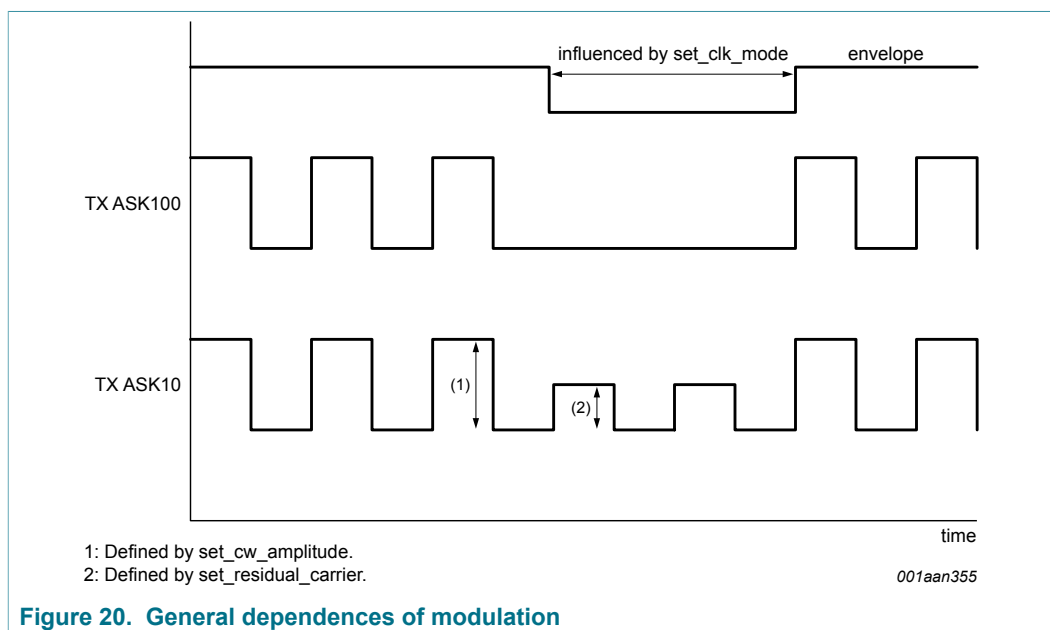 influenced by set_clk_mode
envelope
TX ASK100
TX ASK10
(1)
(2)
time
1: Defined by set_cw_amplitude.
2: Defined by set_residual_carrier.
001aan355
Figure 20. General dependences of modulation